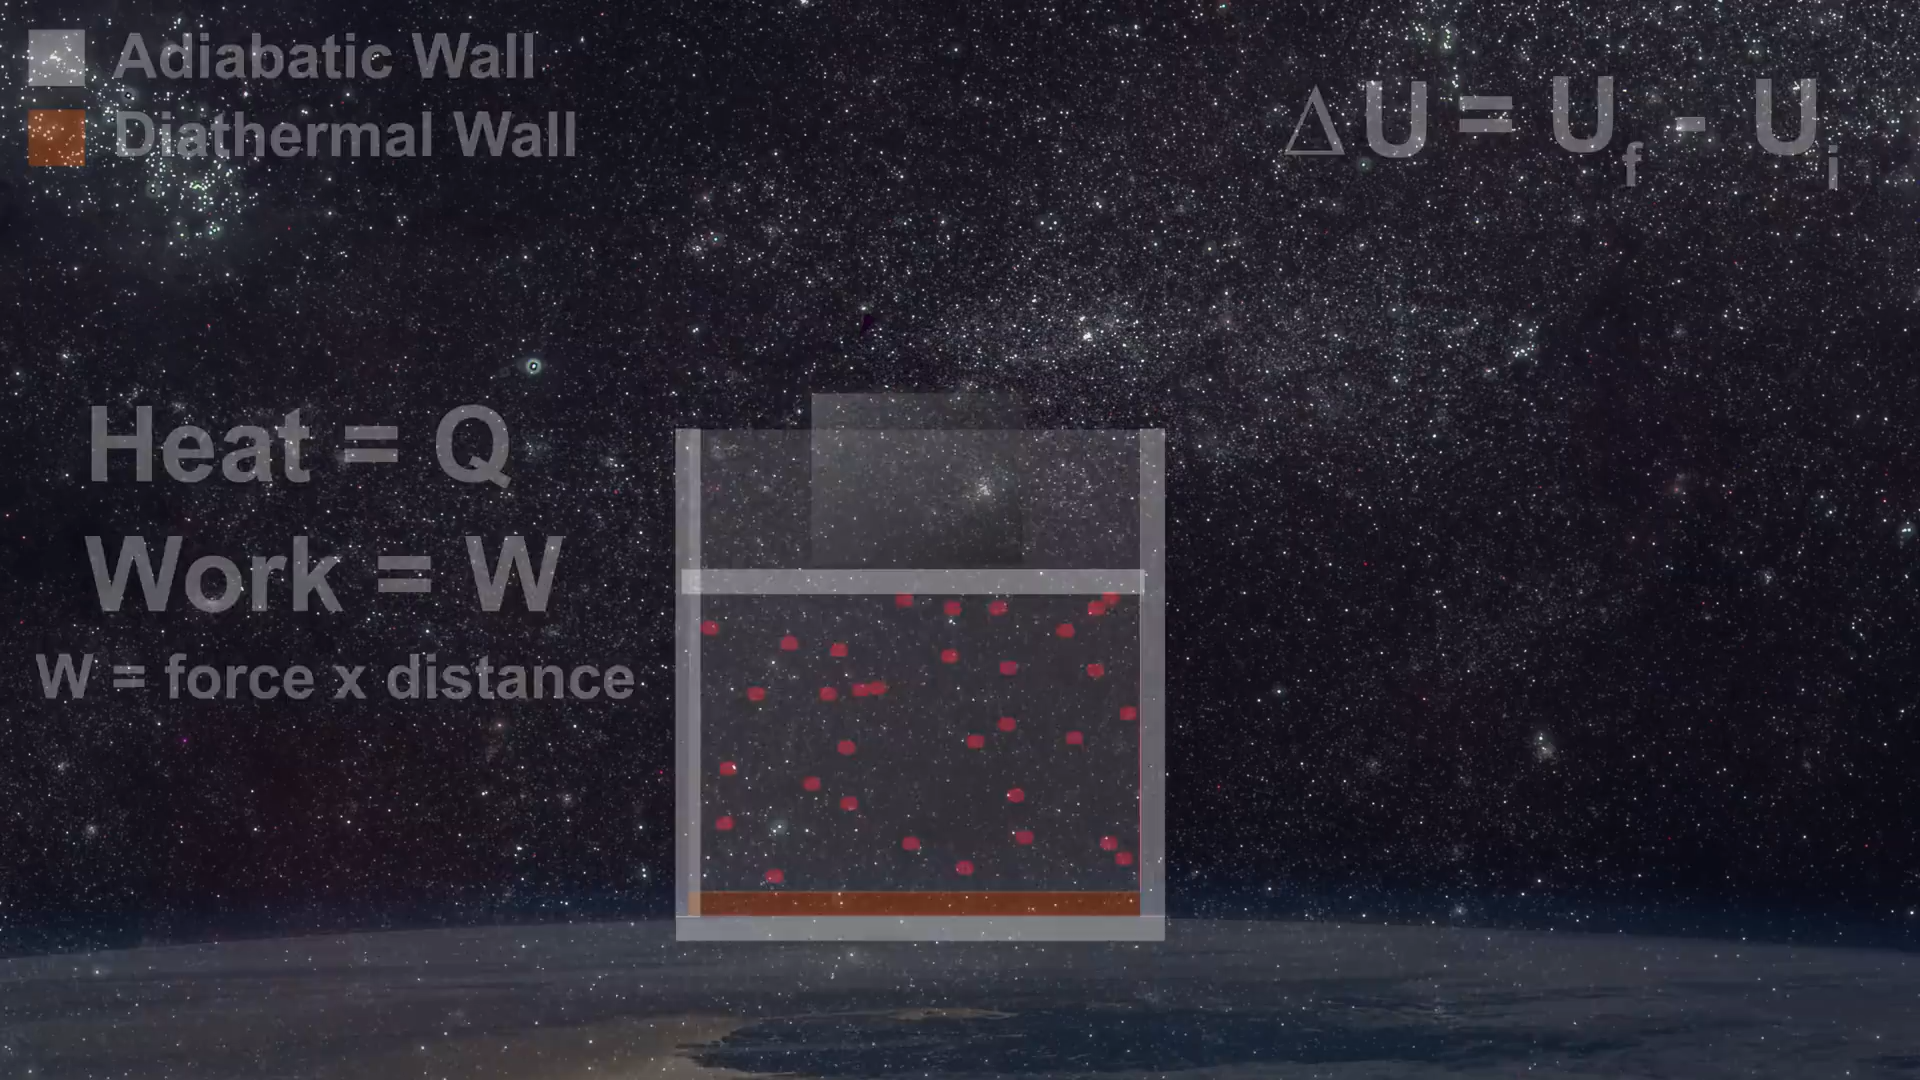 Adiabatic Wall
Diathermal Wall
ΔU = Uf - Ui
Heat = Q
Work = W
W = force x distance